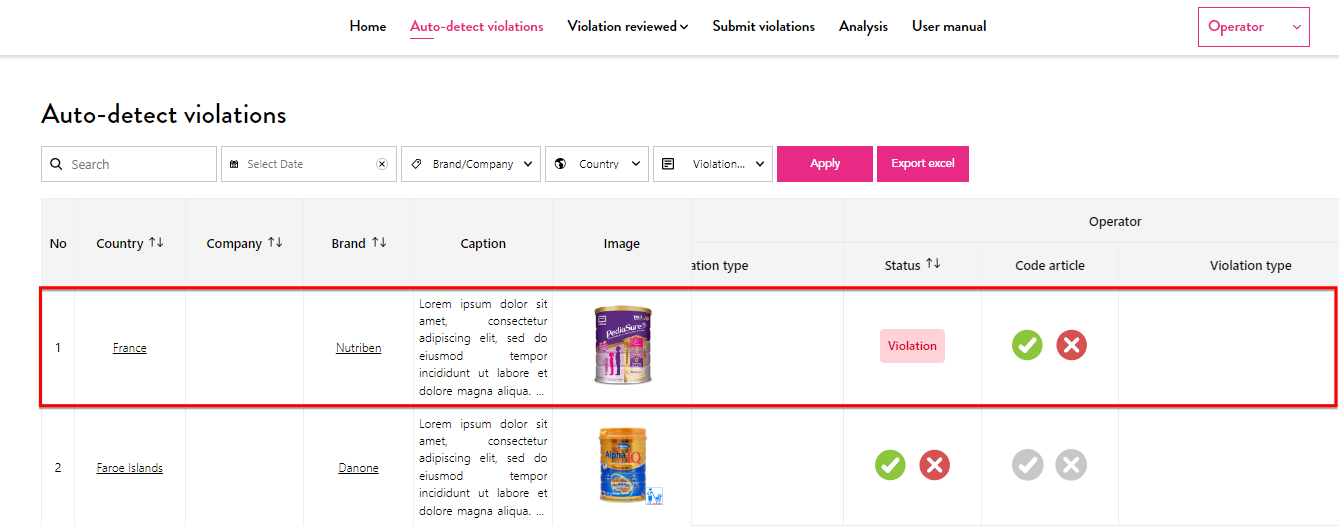 Home Auto-detect violations Violation reviewed Submit violations Analysis User manual Operator
Auto-detect violations
Search Select Date Brand/Company Country Violation... Apply Export excel
Operator
No Country Company Brand Caption Image ation type Status Code article Violation type
1 France Nutriben
Lorem ipsum dolor sit
amet, consectetur
adipiscing elit, sed do
eiusmod tempor
incididunt ut labore et
dolore magna aliqua. ...
PediaSure
Violation
2 Faroe Islands Danone
Lorem ipsum dolor sit
amet, consectetur
adipiscing elit, sed do
eiusmod tempor
incididunt ut labore et
dolore magna aliqua. ...
Alpha
IQ